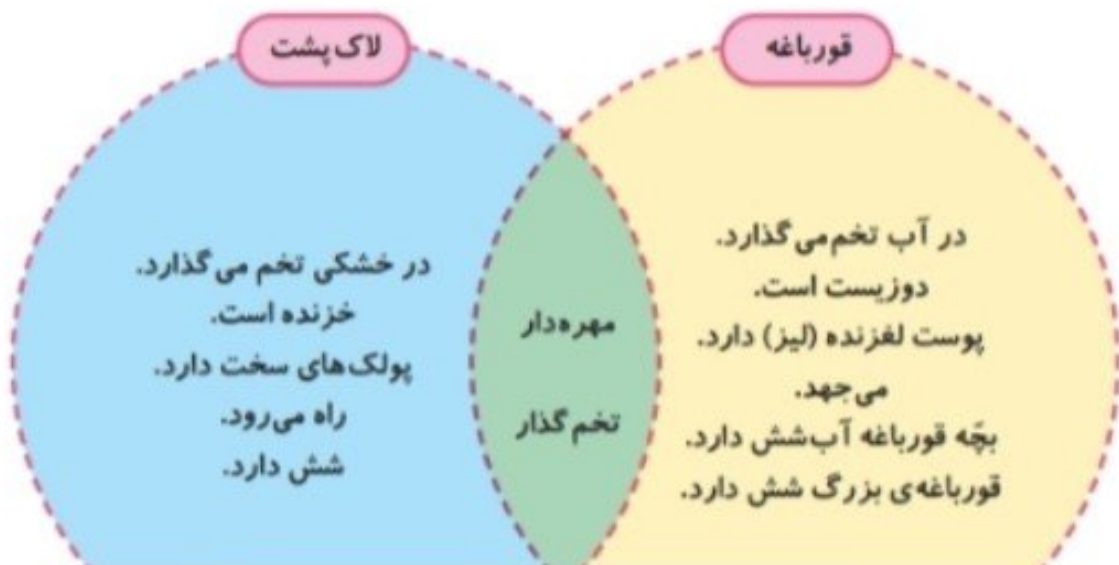 قورباغه
در آب تخم‌می‌گذارد.
دوزیست است.
پوست لغزنده (لیز) دارد.
می‌جهد.
بچّه قورباغه آب‌شش دارد.
قورباغه‌ی بزرگ شش دارد.
مهره‌دار
تخم‌گذار
لاک‌پشت
در خشکی تخم می‌گذارد.
خزنده است.
پولک‌های سخت دارد.
راه می‌رود.
شش دارد.